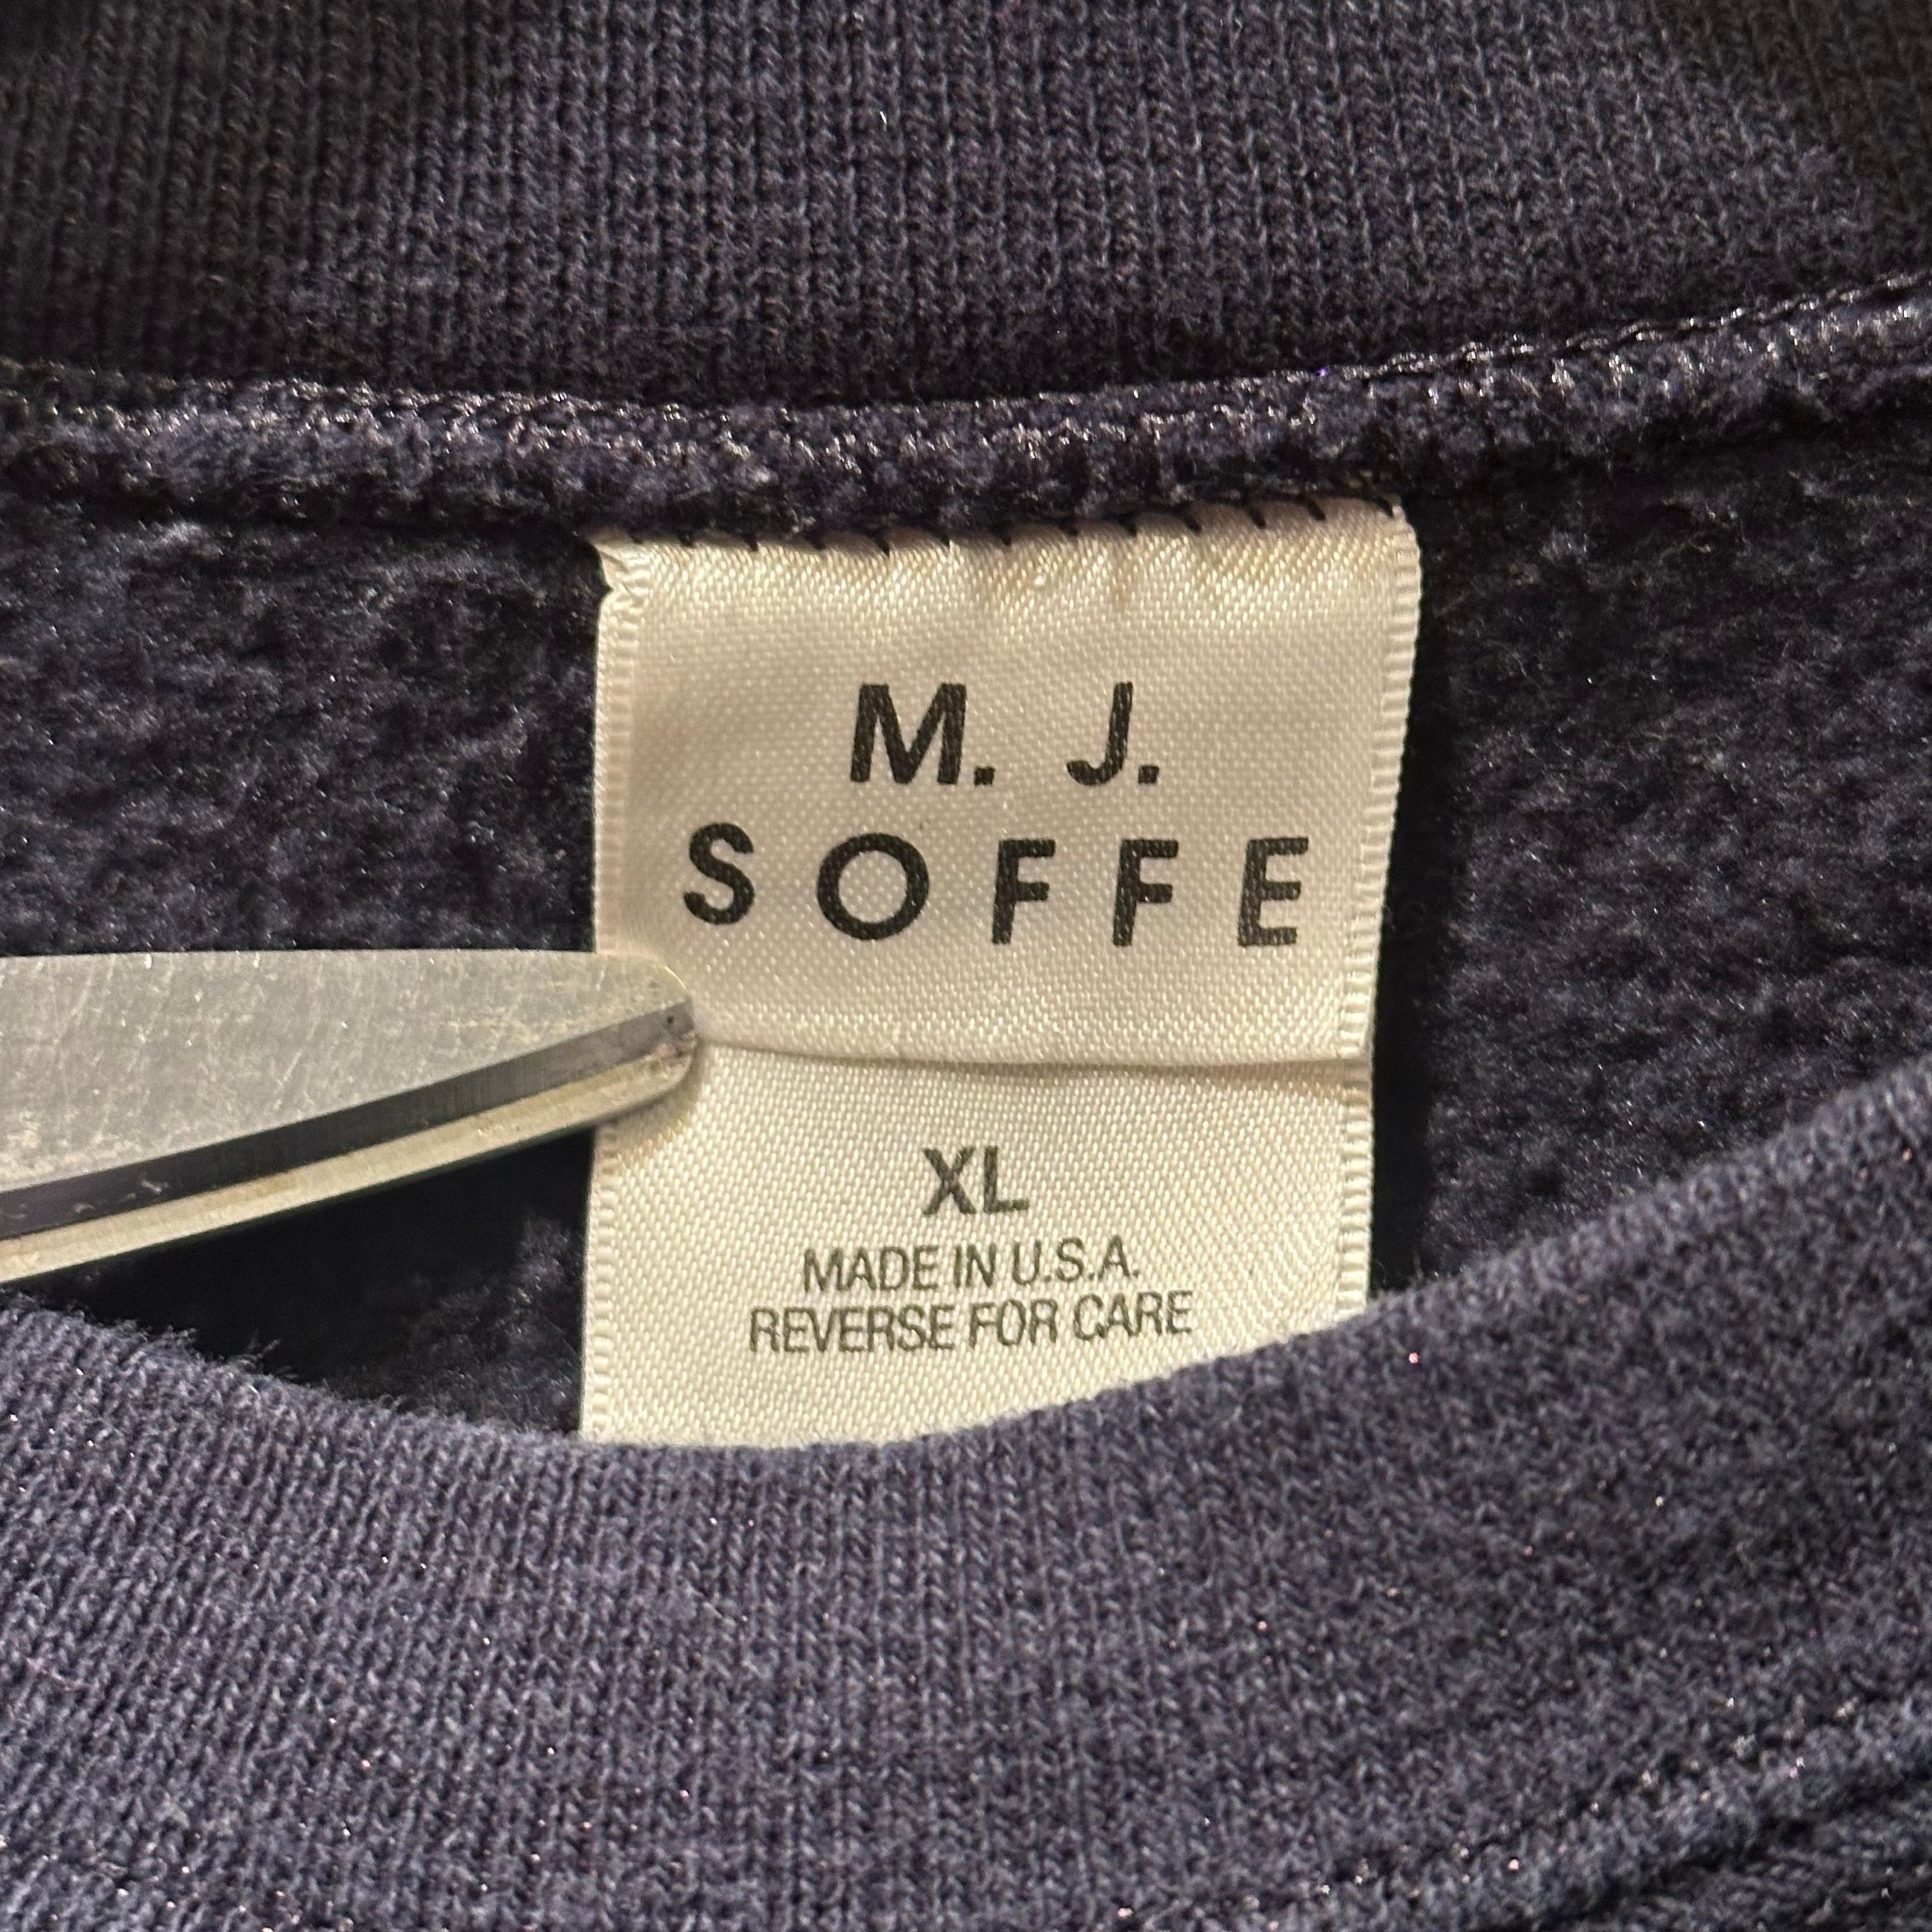 M. J.
SOFFE
XL
MADE IN U.S.A.
REVERSE FOR CARE